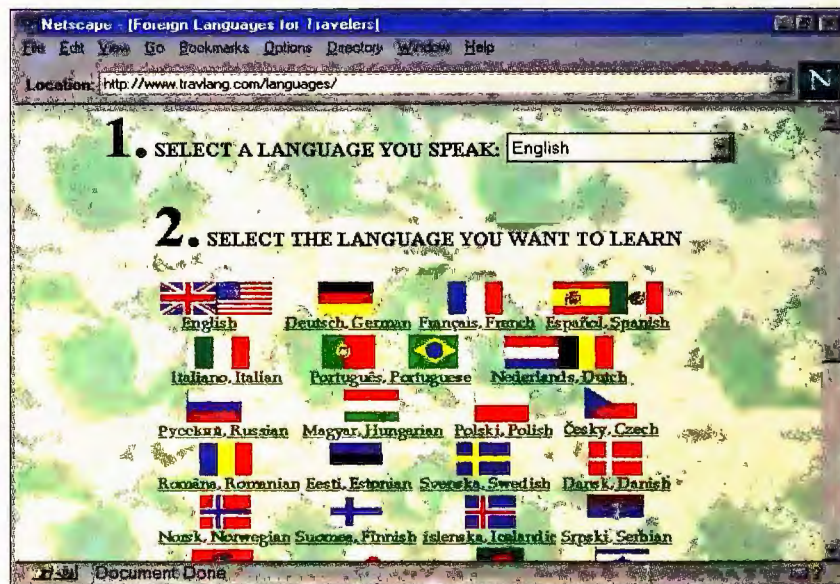 Netscape - [Foreign Languages for Travelers]
File Edit View Go Bookmarks Options Directory Window Help
Location: http://www.travlang.com/languages/
N
1. SELECT A LANGUAGE YOU SPEAK: English
2. SELECT THE LANGUAGE YOU WANT TO LEARN
English Deutsch, German Français, French Español, Spanish
Italiano, Italian Português, Portuguese Nederlands, Dutch
Русский, Russian Magyar, Hungarian Polski, Polish Česky, Czech
Româna, Romanian Eesti, Estonian Svenska, Swedish Dansk, Danish
Norsk, Norwegian Suomea, Finnish íslenska, Icelandic Srpski, Serbian
Document Done